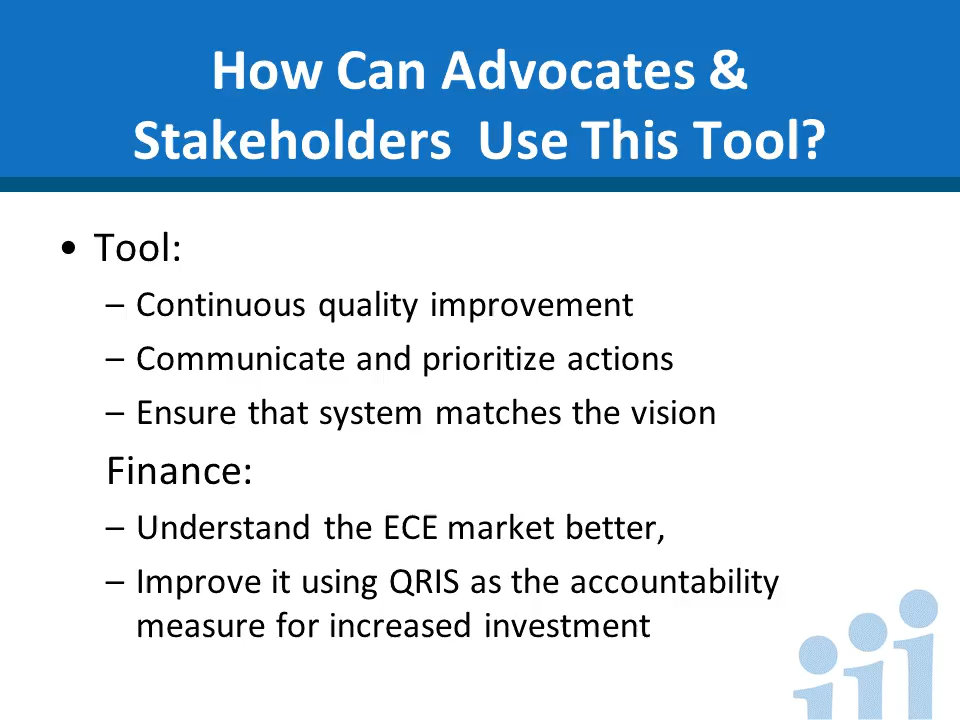 How Can Advocates &
Stakeholders  Use This Tool?
• Tool:
– Continuous quality improvement
– Communicate and prioritize actions
– Ensure that system matches the vision
Finance:
– Understand the ECE market better,
– Improve it using QRIS as the accountability
measure for increased investment